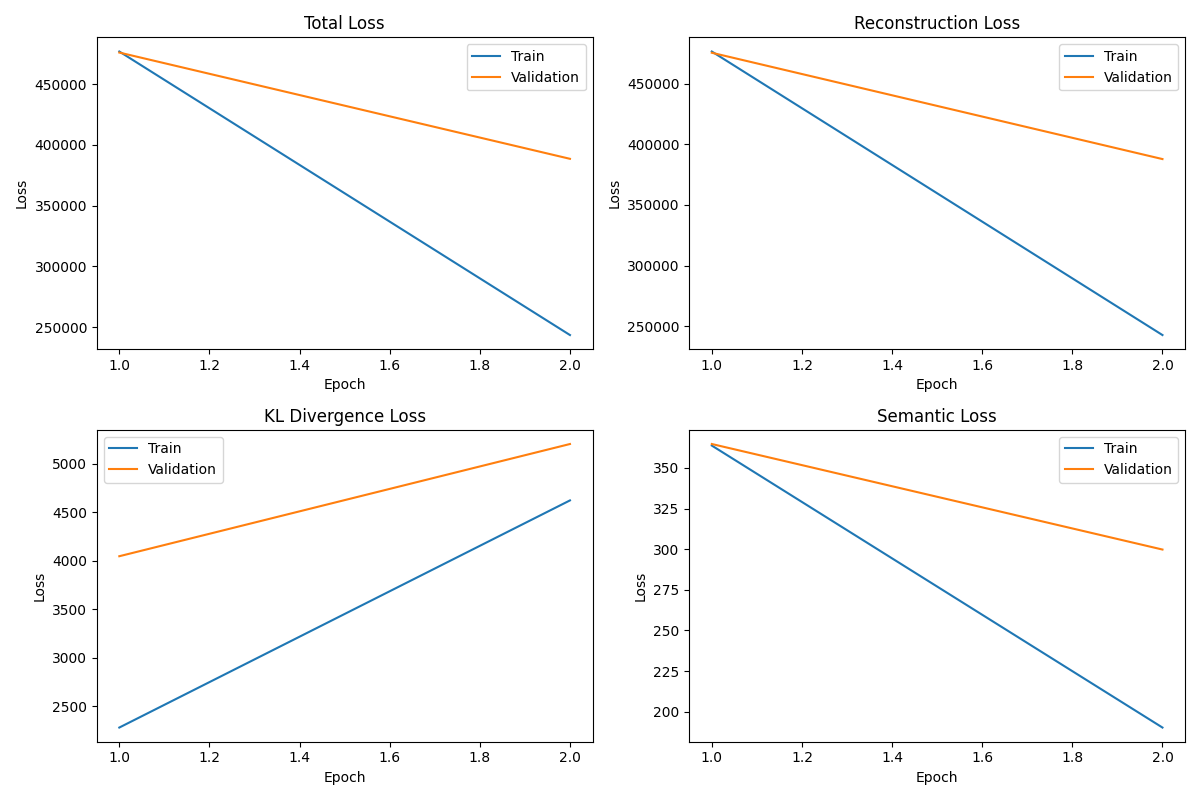 Total Loss
Train
Validation
450000
400000
350000
300000
250000
Loss
1.0 1.2 1.4 1.6 1.8 2.0
Epoch
Reconstruction Loss
Train
Validation
450000
400000
350000
300000
250000
Loss
1.0 1.2 1.4 1.6 1.8 2.0
Epoch
KL Divergence Loss
Train
Validation
5000
4500
4000
3500
3000
2500
Loss
1.0 1.2 1.4 1.6 1.8 2.0
Epoch
Semantic Loss
Train
Validation
350
325
300
275
250
225
200
Loss
1.0 1.2 1.4 1.6 1.8 2.0
Epoch